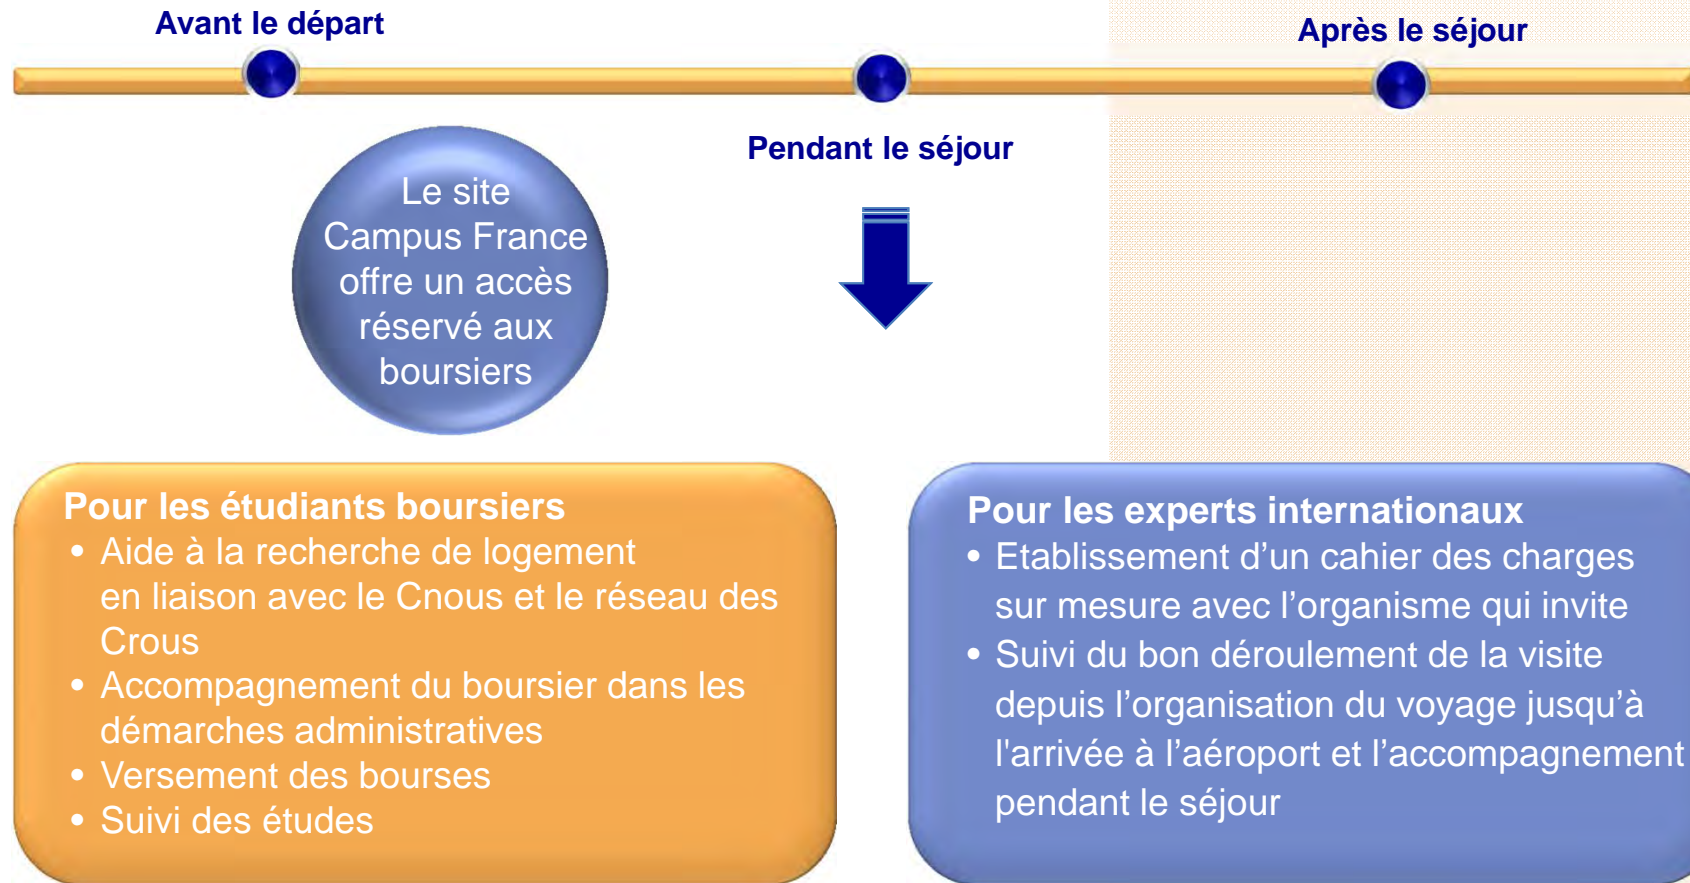 Avant le départ
Après le séjour
Pendant le séjour
Le site
Campus France
offre un accès
réservé aux
boursiers
Pour les étudiants boursiers
• Aide à la recherche de logement
en liaison avec le Cnous et le réseau des
Crous
• Accompagnement du boursier dans les
démarches administratives
• Versement des bourses
• Suivi des études
Pour les experts internationaux
• Etablissement d’un cahier des charges
sur mesure avec l’organisme qui invite
• Suivi du bon déroulement de la visite
depuis l’organisation du voyage jusqu’à
l'arrivée à l’aéroport et l’accompagnement
pendant le séjour